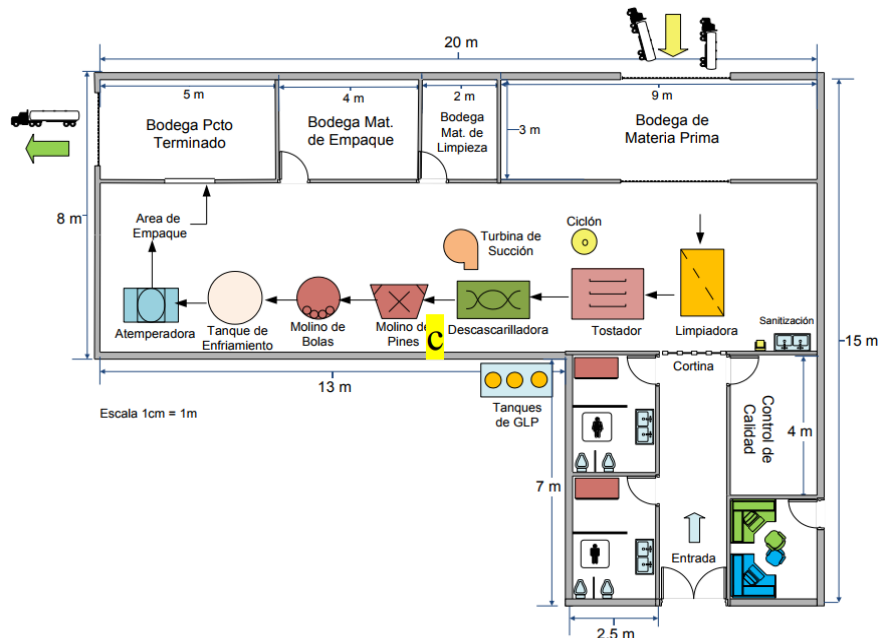 20 m
5 m
4 m
2 m
9 m
Bodega Pcto
Terminado
Bodega Mat.
de Empaque
Bodega
Mat. de
Limpieza
3 m
Bodega de
Materia Prima
8 m
Area de
Empaque
Turbina de
Succión
Ciclón
Atemperadora
Tanque de
Enfriamiento
Molino de
Bolas
Molino de
Pines
c
Descascarilladora
Tostador
Limpiadora
Sanitización
15 m
13 m
Cortina
Escala 1cm = 1m
Tanques
de GLP
Control de
Calidad
4 m
7 m
Entrada
2.5 m